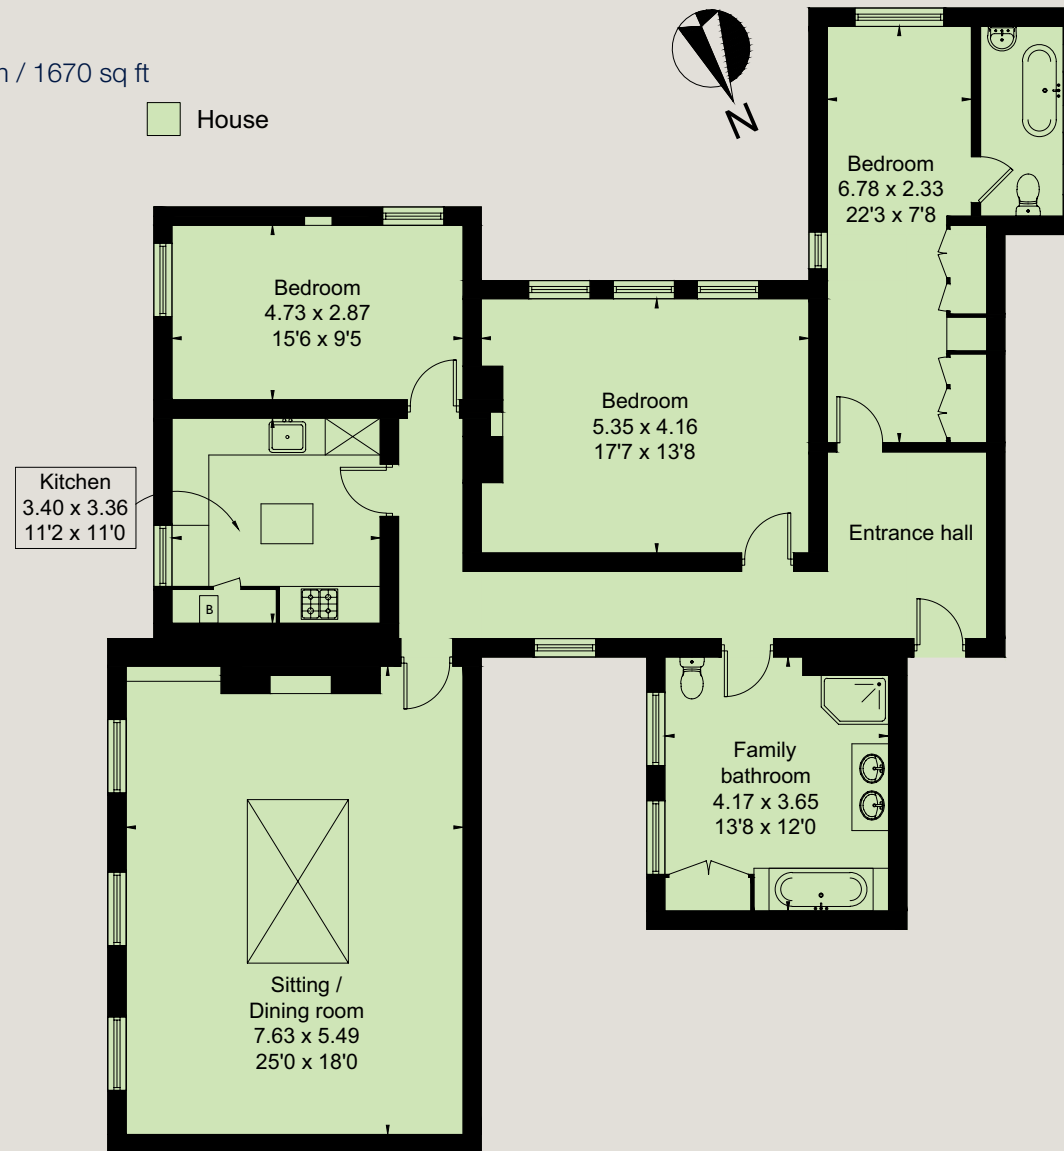 / 1670 sq ft
House
N
Bedroom
6.78 x 2.33
22'3 x 7'8
Bedroom
4.73 x 2.87
15'6 x 9'5
Bedroom
5.35 x 4.16
17'7 x 13'8
Kitchen
3.40 x 3.36
11'2 x 11'0
Entrance hall
B
Family
bathroom
4.17 x 3.65
13'8 x 12'0
Sitting /
Dining room
7.63 x 5.49
25'0 x 18'0